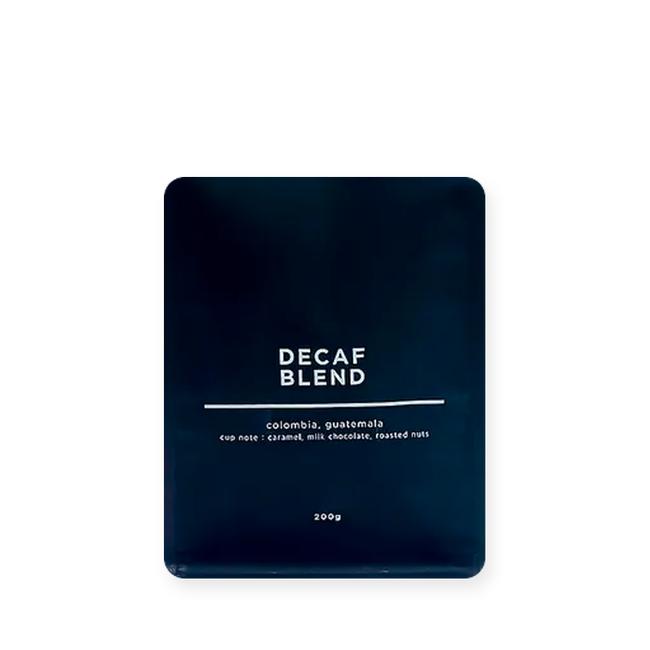 DECAF
BLEND
colombia, guatemala
cup note : caramel, milk chocolate, roasted nuts
200g